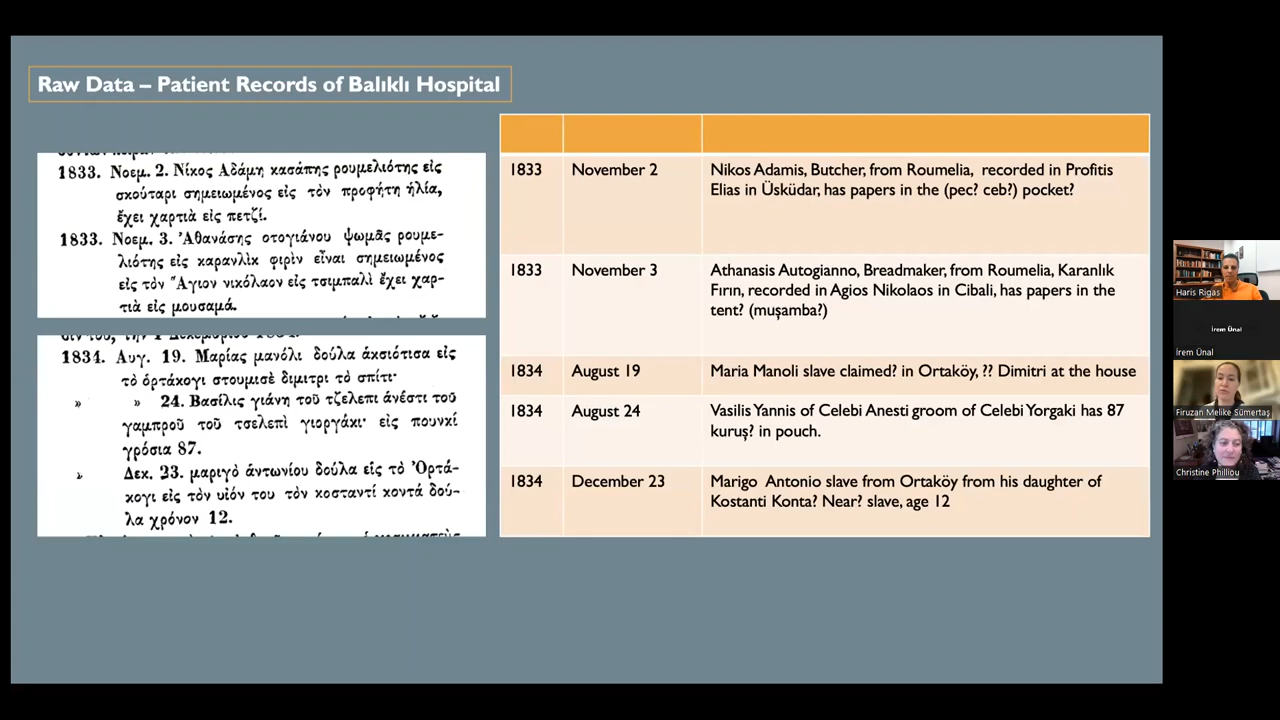 Raw Data – Patient Records of Balıklı Hospital
1833. Νοεμ. 2. Νίκος Αδάμη κασάπης ρουμελιότης εἰς
σκούταρι σημειωμένος εἰς τὸν προφήτη ἠλία,
ἔχει χαρτιὰ εἰς πετζί.
1833. Νοεμ. 3. Ἀθανάσης οτογιάνου ψωμᾶς ρουμε-
λιότης εἰς καρανλὶκ φιρὶν εἶναι σημειωμένος
εἰς τὸν Ἅγιον νικόλαον εἰς τσιμπαλὶ ἔχει χαρ-
τιὰ εἰς μουσαμά.
1834. Αυγ. 19. Μαρίας μανόλι δούλα ἀκσιότισα εἰς
τὸ ὀρτάκογι στουμισὲ διμιτρι τὸ σπίτι·
» » 24. Βασίλις γιάνη τοῦ τζελεπι ἀνέστι τοῦ
γαμπροῦ τοῦ τσελεπὶ γιοργάκι· εἰς πουνκί
γρόσια 87.
» Δεκ. 23. μαριγὸ ἀντωνίου δούλα εἰς τὸ Ὀρτά-
κογι εἰς τὸν υἱόν του τὸν κοσταντί κοντά δού-
λα χρόνον 12.
1833 November 2 Nikos Adamis, Butcher, from Roumelia, recorded in Profitis
Elias in Üsküdar, has papers in the (pec? ceb?) pocket?
1833 November 3 Athanasis Autogianno, Breadmaker, from Roumelia, Karanlık
Fırın, recorded in Agios Nikolaos in Cibali, has papers in the
tent? (muşamba?)
1834 August 19 Maria Manoli slave claimed? in Ortaköy, ?? Dimitri at the house
1834 August 24 Vasilis Yannis of Celebi Anesti groom of Celebi Yorgaki has 87
kuruş? in pouch.
1834 December 23 Marigo Antonio slave from Ortaköy from his daughter of
Kostanti Konta? Near? slave, age 12
Haris Rigas
İrem Ünal
İrem Ünal
Firuzan Melike Sümertaş
Christine Philliou